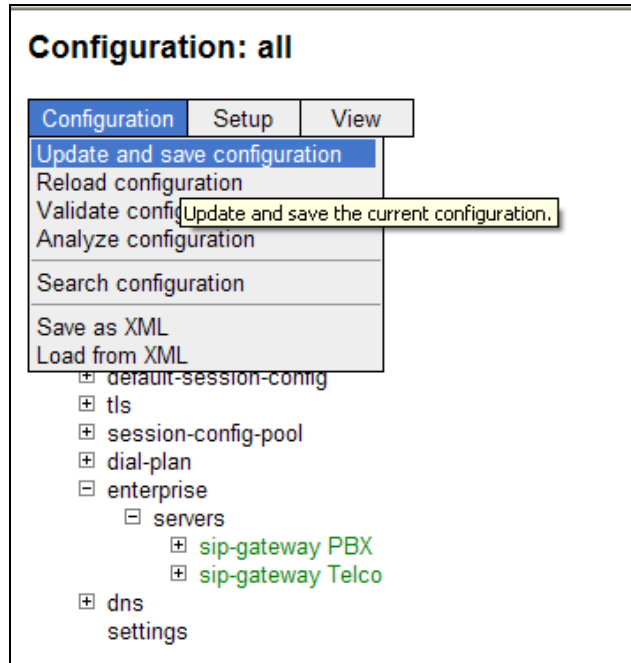 Configuration: all
Configuration Setup View
Update and save configuration
Reload configuration
Validate config
Update and save the current configuration.
Analyze configuration
Search configuration
Save as XML
Load from XML
default-session-config
tls
session-config-pool
dial-plan
enterprise
servers
sip-gateway PBX
sip-gateway Telco
dns
settings